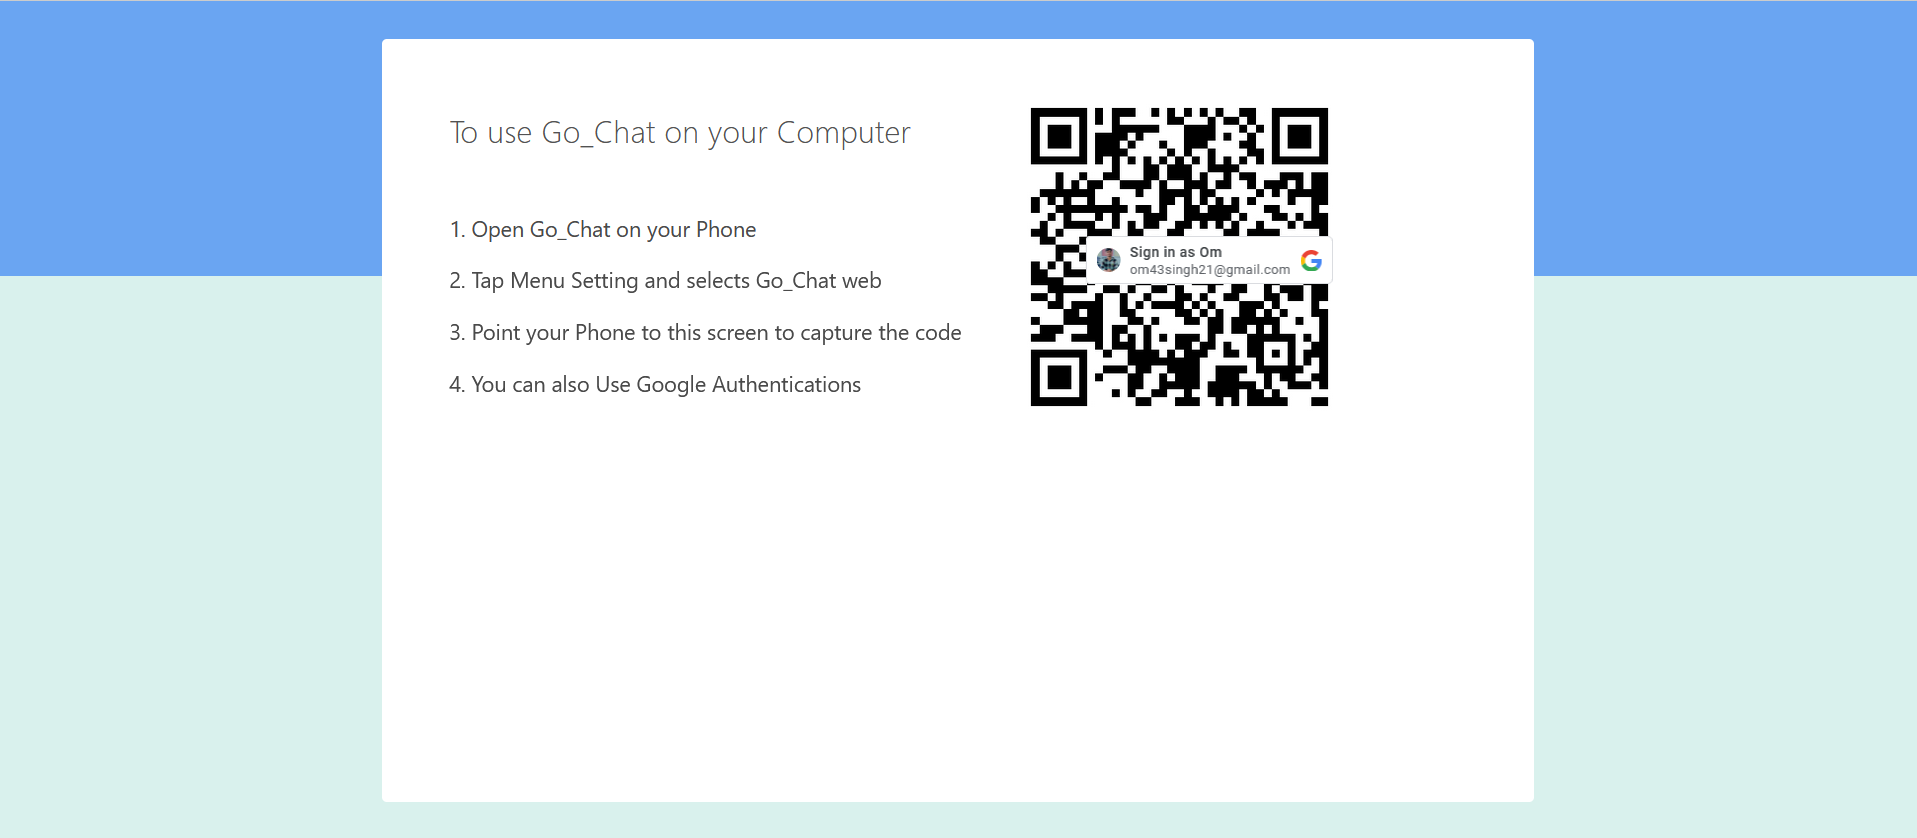 To use Go_Chat on your Computer
1. Open Go_Chat on your Phone
2. Tap Menu Setting and selects Go_Chat web
3. Point your Phone to this screen to capture the code
4. You can also Use Google Authentications
Sign in as Om
om43singh21@gmail.com